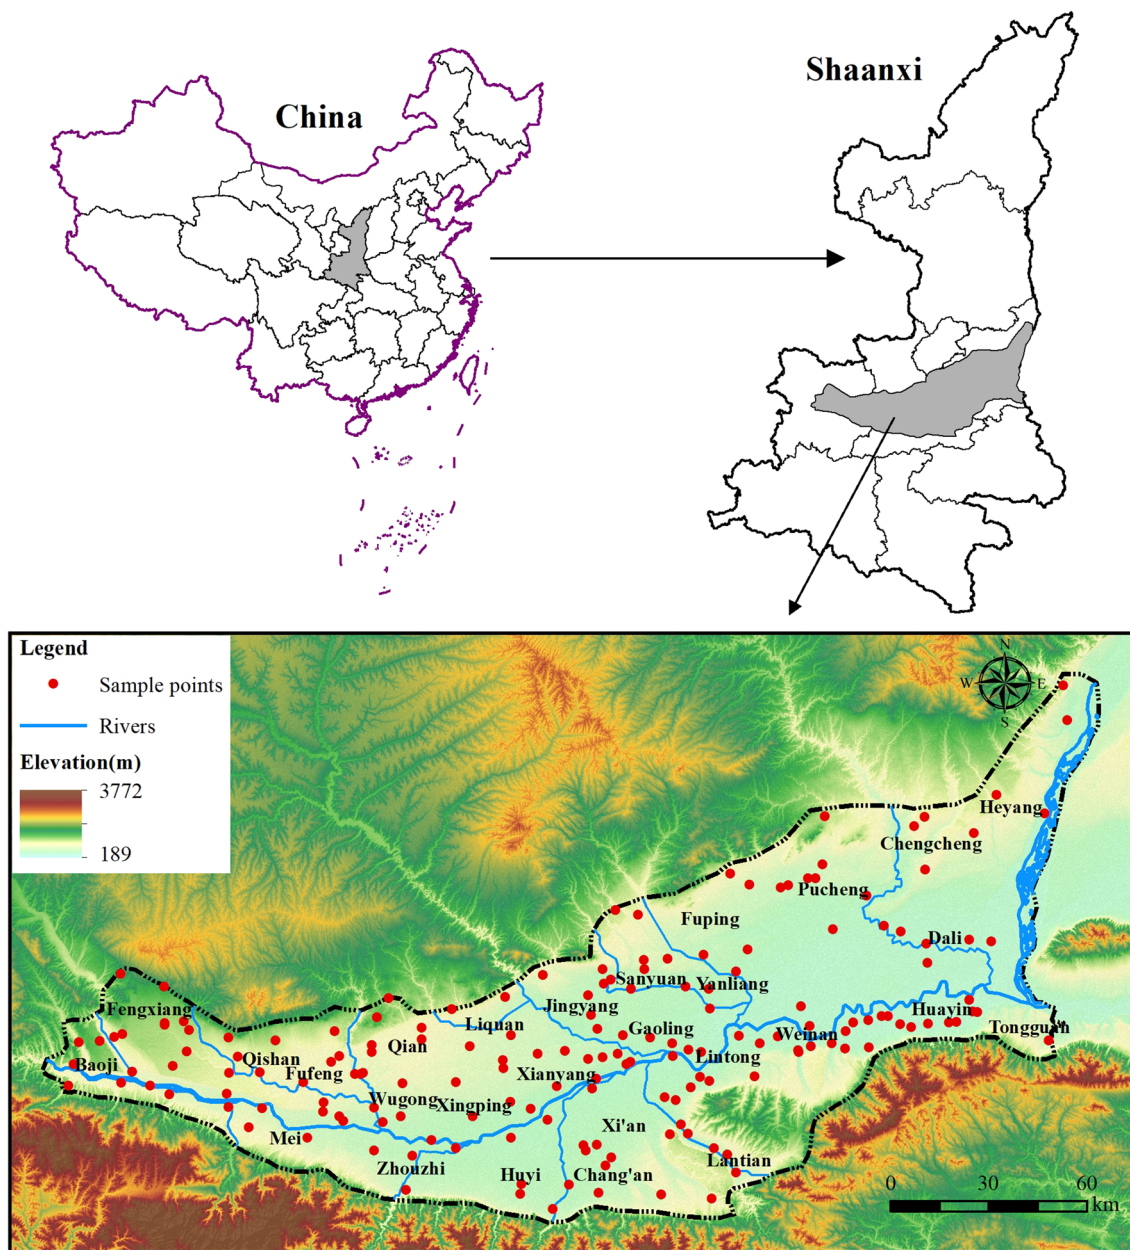 China
Shaanxi
Legend
Sample points
Rivers
Elevation(m)
3772
189
N
W
E
S
Heyang
Chengcheng
Pucheng
Fuping
Dali
Sanyuan
Yanliang
Fengxiang
Jingyang
Huayin
Liquan
Gaoling
Weinan
Tongguan
Qian
Baoji
Qishan
Lintong
Fufeng
Xianyang
Wugong
Xingping
Xi'an
Mei
Lantian
Zhouzhi
Huyi
Chang'an
0
30
60
km